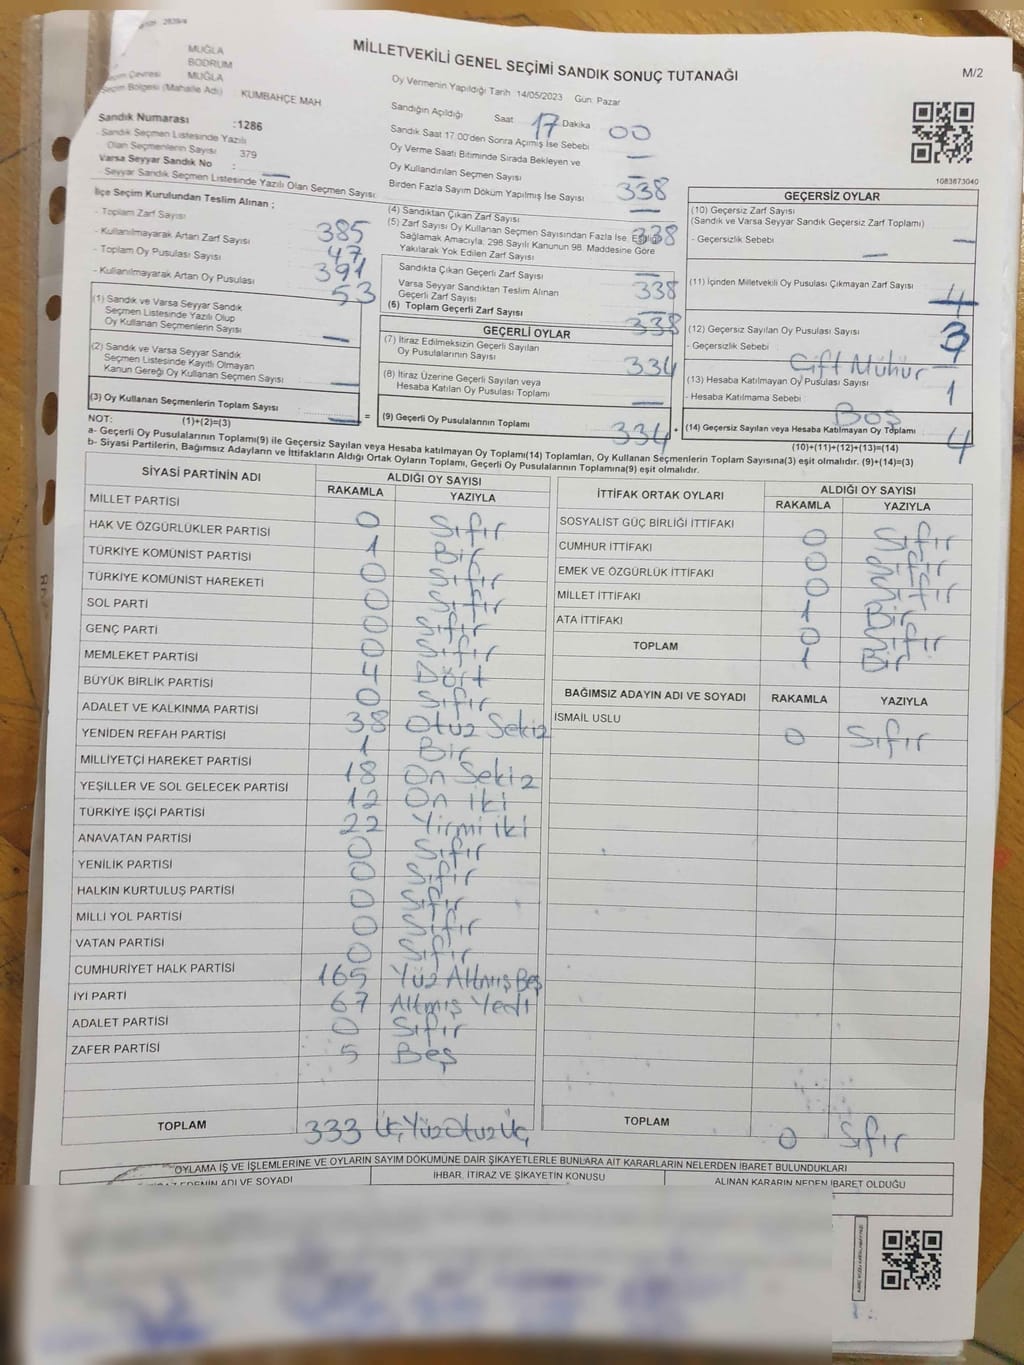 MİLLETVEKİLİ GENEL SEÇİMİ SANDIK SONUÇ TUTANAĞI
M/2
MUĞLA
BODRUM
MUĞLA
Seçim Bölgesi (Mahalle Adı) KUMBAHÇE MAH
Sandık Numarası :1286
- Sandık Seçmen Listesinde Yazılı
Olan Seçmenlerin Sayısı 379
Varsa Seyyar Sandık No : —
- Seyyar Sandık Listesinde Yazılı Olan Seçmen Sayısı
İlçe Seçim Kurulundan Teslim Alınan ;
- Toplam Zarf Sayısı 385
- Kullanılmayarak Artan Zarf Sayısı 47
- Toplam Oy Pusulası 391
- Kullanılmayarak Artan Oy Pusulası 53
(1) Sandık ve Varsa Seyyar Sandık
Seçmen Listesinde Yazılı Olup
Oy Kullanan Seçmenlerin Sayısı —
(2) Sandık ve Varsa Seyyar Sandık
Seçmen Listesinde Kayıtlı Olmayan
Kanun Gereği Oy Kullanan Seçmen Sayısı —
(3) Oy Kullanan Seçmenlerin Toplam Sayısı
(1)+(2)=(3) —
=
Oy Vermenin Yapıldığı Tarih 14/05/2023 Gün: Pazar
Sandığın Açıldığı Saat 17 Dakika 00
Sandık Saat 17.00'den Sonra Açımış İse Sebebi
Oy Verme Saati Bitiminde Sırada Bekleyen ve —
Oy Kullandırılan Seçmen Sayısı
Birden Fazla Sayım Döküm Yapılmış İse Sayısı 338
(4) Sandıktan Çıkan Zarf Sayısı —
(5) Zarf Sayısı Oy Kullanan Seçmen Sayısından Fazla İse, Eşitliği 338
Sağlamak Amacıyla, 298 Sayılı Kanunun 98. Maddesine Göre
Yakılarak Yok Edilen Zarf Sayısı
Sandıkta Çıkan Geçerli Zarf Sayısı —
Varsa Seyyar Sandıktan Teslim Alınan 338
Geçerli Zarf Sayısı —
(6) Toplam Geçerli Zarf Sayısı 338
GEÇERLİ OYLAR
(7) İtiraz Edilmeksizin Geçerli Sayılan
Oy Pusulalarının Sayısı 334
(8) İtiraz Üzerine Geçerli Sayılan veya
Hesaba Katılan Oy Pusulası Toplamı —
(9) Geçerli Oy Pusulalarının Toplamı 334
+
1083673040
GEÇERSİZ OYLAR
(10) Geçersiz Zarf Sayısı
(Sandık ve Varsa Seyyar Sandık Geçersiz Zarf Toplamı)
- Geçersizlik Sebebi —
—
(11) İçinden Milletvekili Oy Pusulası Çıkmayan Zarf Sayısı
(12) Geçersiz Sayılan Oy Pusulası Sayısı 3
- Geçersizlik Sebebi
Çift Mühür
(13) Hesaba Katılmayan Oy Pusulası Sayısı 1
- Hesaba Katılmama Sebebi
Boş
(14) Geçersiz Sayılan veya Hesaba Katılmayan Oy Toplamı 4
(10)+(11)+(12)+(13)=(14)
NOT:
a- Geçerli Oy Pusulalarının Toplamı(9) ile Geçersiz Sayılan veya Hesaba katılmayan Oy Toplamı(14) Toplamları, Oy Kullanan Seçmenlerin Toplam Sayısına(3) eşit olmalıdır. (9)+(14)=(3)
b- Siyasi Partilerin, Bağımsız Adayların ve İttifakların Aldığı Ortak Oyların Toplamı, Geçerli Oy Pusulalarının Toplamına(9) eşit olmalıdır.
SİYASİ PARTİNİN ADI ALDIĞI OY SAYISI
RAKAMLA YAZIYLA
MİLLET PARTİSİ 0 Sıfır
HAK VE ÖZGÜRLÜKLER PARTİSİ 1 Bir
TÜRKİYE KOMÜNİST PARTİSİ 0 Sıfır
TÜRKİYE KOMÜNİST HAREKETİ 0 Sıfır
SOL PARTİ 0 Sıfır
GENÇ PARTİ 0 Sıfır
MEMLEKET PARTİSİ 4 Dört
BÜYÜK BİRLİK PARTİSİ 0 Sıfır
ADALET VE KALKINMA PARTİSİ 38 Otuz Sekiz
YENİDEN REFAH PARTİSİ 1 Bir
MİLLİYETÇİ HAREKET PARTİSİ 18 On Sekiz
YEŞİLLER VE SOL GELECEK PARTİSİ 12 On iki
TÜRKİYE İŞÇİ PARTİSİ 22 Yirmi iki
ANAVATAN PARTİSİ 0 Sıfır
YENİLİK PARTİSİ 0 Sıfır
HALKIN KURTULUŞ PARTİSİ 0 Sıfır
MİLLİ YOL PARTİSİ 0 Sıfır
VATAN PARTİSİ 0 Sıfır
CUMHURİYET HALK PARTİSİ 165 Yüz Altmış Beş
İYİ PARTİ 67 Altmış Yedi
ADALET PARTİSİ 0 Sıfır
ZAFER PARTİSİ 5 Beş
TOPLAM 333 Üç Yüz Otuz Üç
İTTİFAK ORTAK OYLARI ALDIĞI OY SAYISI
RAKAMLA YAZIYLA
SOSYALIST GÜÇ BİRLİĞİ İTTİFAKI 0 Sıfır
CUMHUR İTTİFAKI 0 Sıfır
EMEK VE ÖZGÜRLÜK İTTİFAKI 0 Sıfır
MİLLET İTTİFAKI 1 Bir
ATA İTTİFAKI 0 Sıfır
TOPLAM 1 Bir
BAĞIMSIZ ADAYIN ADI VE SOYADI RAKAMLA YAZIYLA
İSMAİL USLU 0 Sıfır
TOPLAM 0 Sıfır
OYLAMA İŞ VE İŞLEMLERİNE VE OYLARIN SAYIM DÖKÜMÜNE DAİR ŞİKAYETLERLE BUNLARA AİT KARARLARIN NELERDEN İBARET BULUNDUKLARI
EDENİN ADI VE SOYADI İHBAR, İTİRAZ VE ŞİKAYETİN KONUSU ALINAN KARARIN NEDEN İBARET OLDUĞU